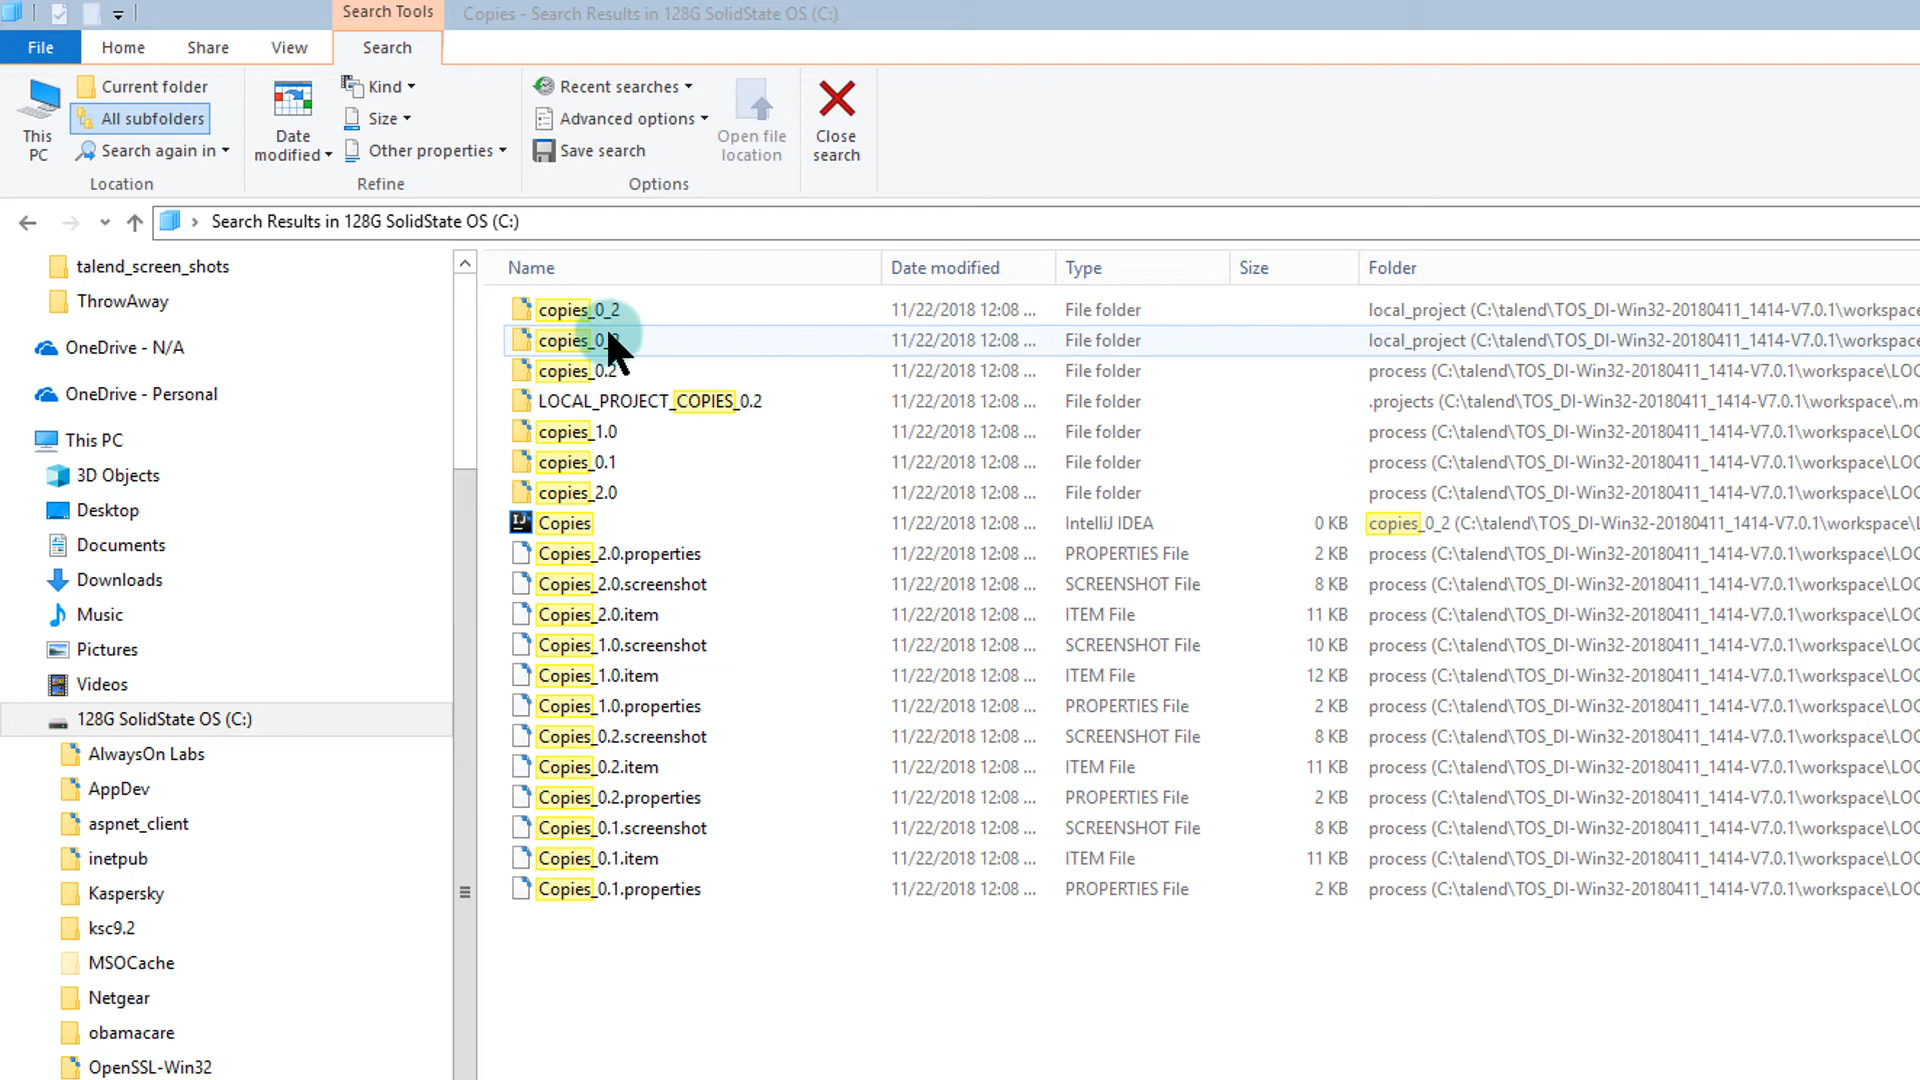 Search Tools
Copies - Search Results in 128G SolidState OS (C:)
File
Home
Share
View
Search
This PC
Current folder
All subfolders
Search again in
Location
Date modified
Kind
Size
Other properties
Refine
Recent searches
Advanced options
Save search
Options
Open file location
Close search
Search Results in 128G SolidState OS (C:)
talend_screen_shots
ThrowAway
OneDrive - N/A
OneDrive - Personal
This PC
3D Objects
Desktop
Documents
Downloads
Music
Pictures
Videos
128G SolidState OS (C:)
AlwaysOn Labs
AppDev
aspnet_client
inetpub
Kaspersky
ksc9.2
MSOCache
Netgear
obamacare
OpenSSL-Win32
Name Date modified Type Size Folder
copies_0_2 11/22/2018 12:08 ... File folder local_project (C:\talend\TOS_DI-Win32-20180411_1414-V7.0.1\workspace
copies_0_2 11/22/2018 12:08 ... File folder local_project (C:\talend\TOS_DI-Win32-20180411_1414-V7.0.1\workspace
copies_0.2 11/22/2018 12:08 ... File folder process (C:\talend\TOS_DI-Win32-20180411_1414-V7.0.1\workspace\LOC
LOCAL_PROJECT_COPIES_0.2 11/22/2018 12:08 ... File folder .projects (C:\talend\TOS_DI-Win32-20180411_1414-V7.0.1\workspace\.m
copies_1.0 11/22/2018 12:08 ... File folder process (C:\talend\TOS_DI-Win32-20180411_1414-V7.0.1\workspace\LOC
copies_0.1 11/22/2018 12:08 ... File folder process (C:\talend\TOS_DI-Win32-20180411_1414-V7.0.1\workspace\LOC
copies_2.0 11/22/2018 12:08 ... File folder process (C:\talend\TOS_DI-Win32-20180411_1414-V7.0.1\workspace\LOC
Copies 11/22/2018 12:08 ... IntelliJ IDEA 0 KB copies_0_2 (C:\talend\TOS_DI-Win32-20180411_1414-V7.0.1\workspace\L
Copies_2.0.properties 11/22/2018 12:08 ... PROPERTIES File 2 KB process (C:\talend\TOS_DI-Win32-20180411_1414-V7.0.1\workspace\LOC
Copies_2.0.screenshot 11/22/2018 12:08 ... SCREENSHOT File 8 KB process (C:\talend\TOS_DI-Win32-20180411_1414-V7.0.1\workspace\LOC
Copies_2.0.item 11/22/2018 12:08 ... ITEM File 11 KB process (C:\talend\TOS_DI-Win32-20180411_1414-V7.0.1\workspace\LOC
Copies_1.0.screenshot 11/22/2018 12:08 ... SCREENSHOT File 10 KB process (C:\talend\TOS_DI-Win32-20180411_1414-V7.0.1\workspace\LOC
Copies_1.0.item 11/22/2018 12:08 ... ITEM File 12 KB process (C:\talend\TOS_DI-Win32-20180411_1414-V7.0.1\workspace\LOC
Copies_1.0.properties 11/22/2018 12:08 ... PROPERTIES File 2 KB process (C:\talend\TOS_DI-Win32-20180411_1414-V7.0.1\workspace\LOC
Copies_0.2.screenshot 11/22/2018 12:08 ... SCREENSHOT File 8 KB process (C:\talend\TOS_DI-Win32-20180411_1414-V7.0.1\workspace\LOC
Copies_0.2.item 11/22/2018 12:08 ... ITEM File 11 KB process (C:\talend\TOS_DI-Win32-20180411_1414-V7.0.1\workspace\LOC
Copies_0.2.properties 11/22/2018 12:08 ... PROPERTIES File 2 KB process (C:\talend\TOS_DI-Win32-20180411_1414-V7.0.1\workspace\LOC
Copies_0.1.screenshot 11/22/2018 12:08 ... SCREENSHOT File 8 KB process (C:\talend\TOS_DI-Win32-20180411_1414-V7.0.1\workspace\LOC
Copies_0.1.item 11/22/2018 12:08 ... ITEM File 11 KB process (C:\talend\TOS_DI-Win32-20180411_1414-V7.0.1\workspace\LOC
Copies_0.1.properties 11/22/2018 12:08 ... PROPERTIES File 2 KB process (C:\talend\TOS_DI-Win32-20180411_1414-V7.0.1\workspace\LOC